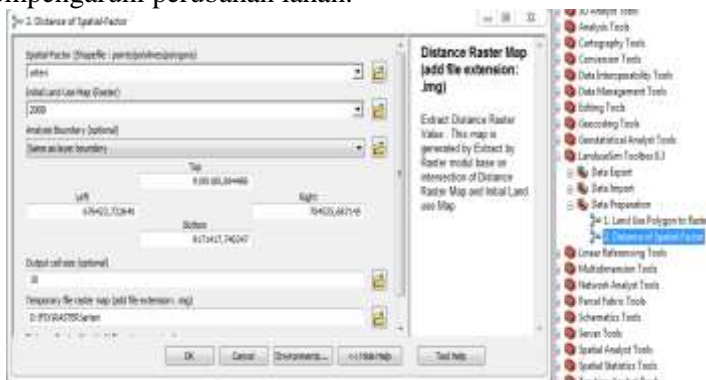 mpengaruhi perubahan lahan.
2. Distance of Spatial-Factor
Spatial Factor (Shapefile : point/polylines/polygons)
arteri
Initial Land Use Map (Raster)
2000
Analysis Boundary (optional)
Same as layer boundary
Top
Left
Right
Bottom
Output cell size (optional)
Temporary file raster map (add file extension: .img)
OK
Cancel
Environments...
<< Hide Help
Tool Help
Distance Raster Map
(add file extension:
.img)
Extract Distance Raster
Value . This map is
generated by Extract by
Raster modul base on
intersection of Distance
Raster Map and Initial Land
use Map
3D Analyst Tools
Analysis Tools
Cartography Tools
Conversion Tools
Data Interoperability Tools
Data Management Tools
Editing Tools
Geocoding Tools
Geostatistical Analyst Tools
LanduseSim Toolbox
Data Export
Data Import
Data Preparation
1. Land Use Polygon to Raste
2. Distance of Spatial-Factor
Linear Referencing Tools
Multidimension Tools
Network Analyst Tools
Parcel Fabric Tools
Schematics Tools
Server Tools
Spatial Analyst Tools
Spatial Statistics Tools